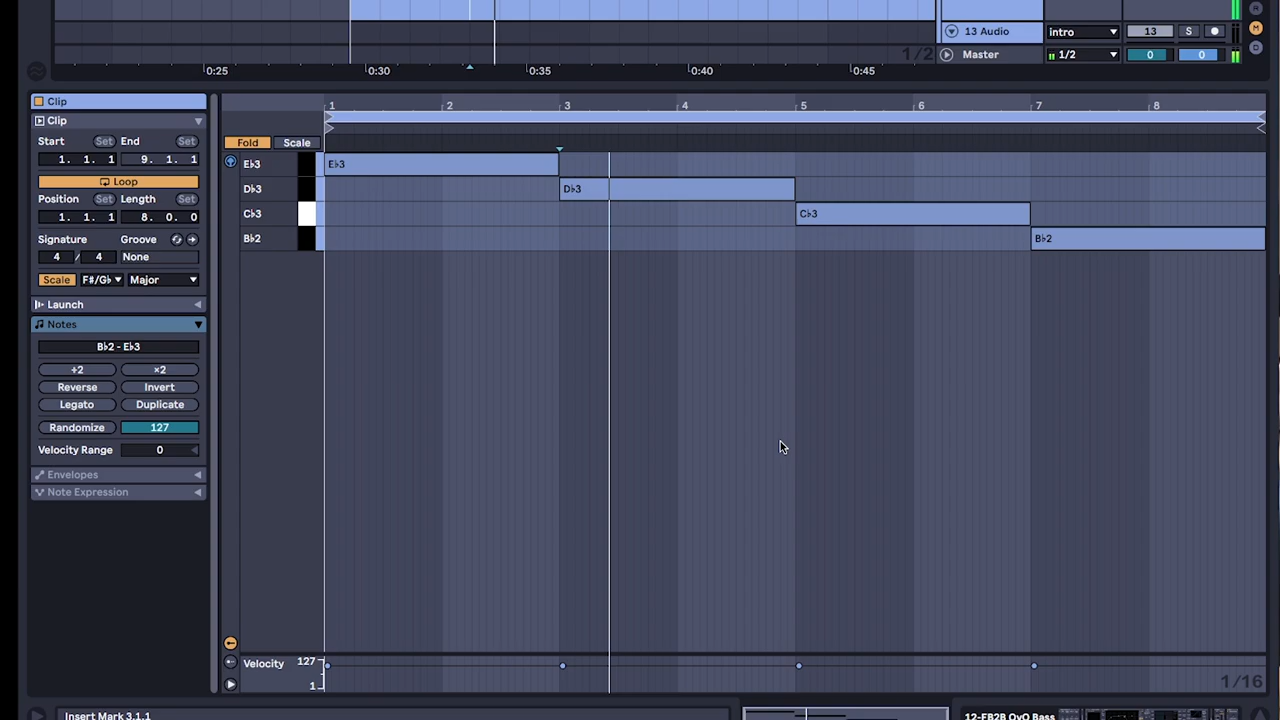 13 Audio intro 13 S R
1/2 Master 1/2 0 0 M
D
0:25 0:30 0:35 0:40 0:45
Clip
1 2 3 4 5 6 7 8
Clip
Start Set End Set
Fold Scale
1. 1. 1 9. 1. 1
E♭3 E♭3
Loop
D♭3 D♭3
Position Length Set
1. 1. 1 8. 0. 0
C♭3 C♭3
Signature Groove
B♭2 B♭2
4 / 4 None
Scale F#/G♭ Major
Launch
Notes
B♭2 - E♭3
÷2 ×2
Reverse Invert
Legato Duplicate
Randomize 127
Velocity Range 0
Envelopes
Note Expression
Velocity 127
1 1/16
Insert Mark 3.1.1 12-FB2B OvO Bass